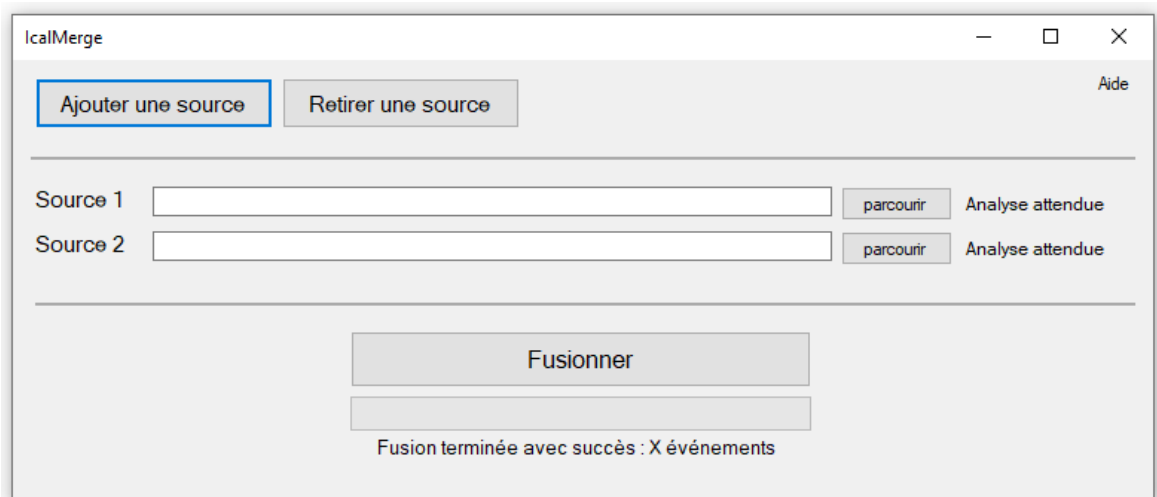 IcalMerge
Aide
Ajouter une source Retirer une source
Source 1 parcourir Analyse attendue
Source 2 parcourir Analyse attendue
Fusionner
Fusion terminée avec succès : X événements